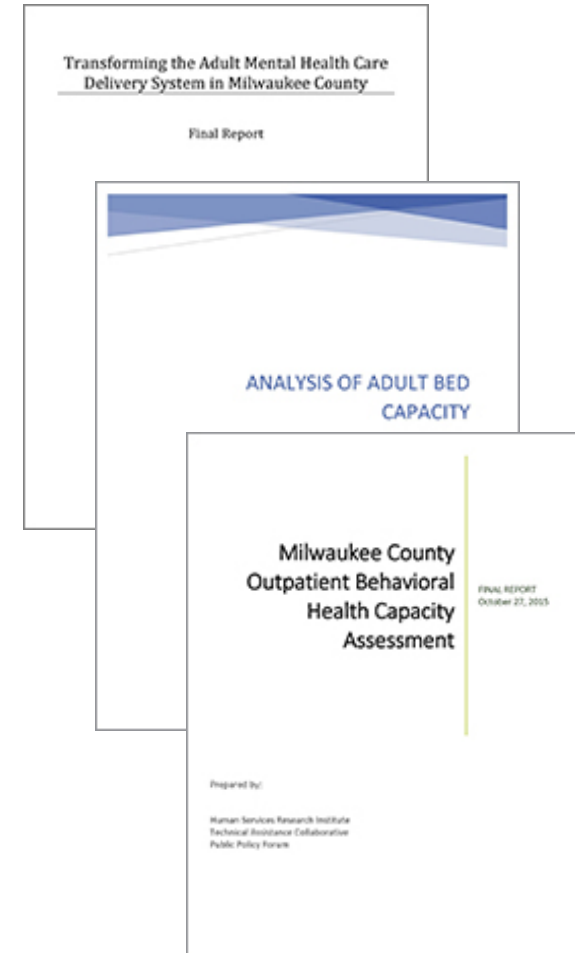 Transforming the Adult Mental Health Care
Delivery System in Milwaukee County
Final Report
ANALYSIS OF ADULT BED
CAPACITY
Milwaukee County
Outpatient Behavioral
Health Capacity
Assessment
FINAL REPORT
October 27, 2015
Prepared by:
Human Services Research Institute
Technical Assistance Collaborative
Public Policy Forum